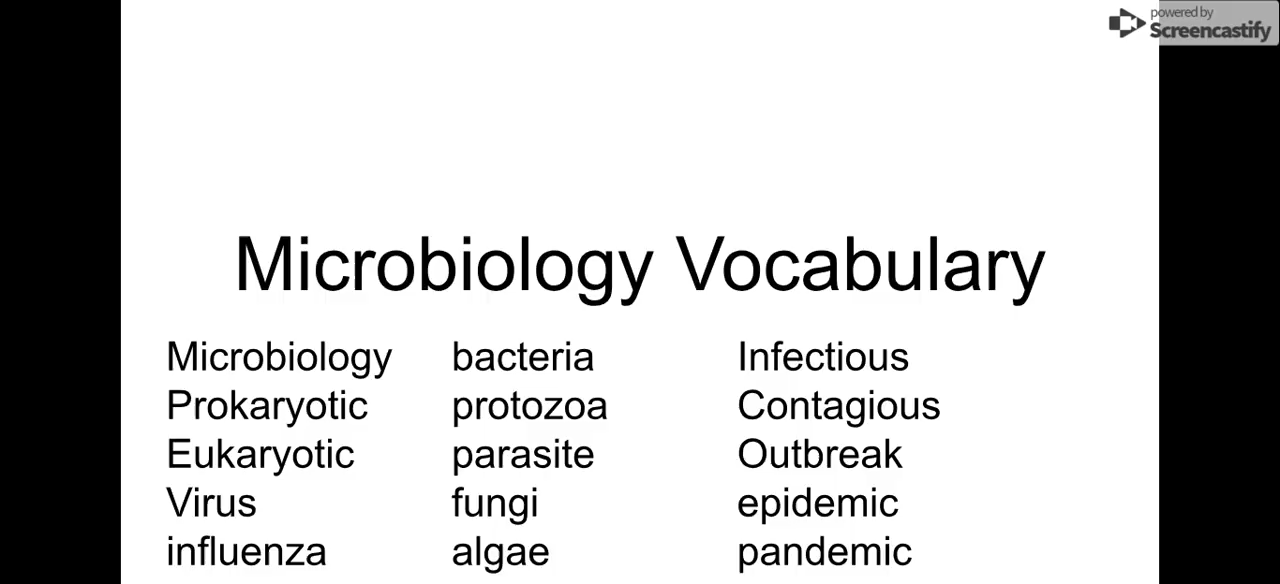 powered by
Screencastify
Microbiology Vocabulary
Microbiology bacteria Infectious
Prokaryotic protozoa Contagious
Eukaryotic parasite Outbreak
Virus fungi epidemic
influenza algae pandemic